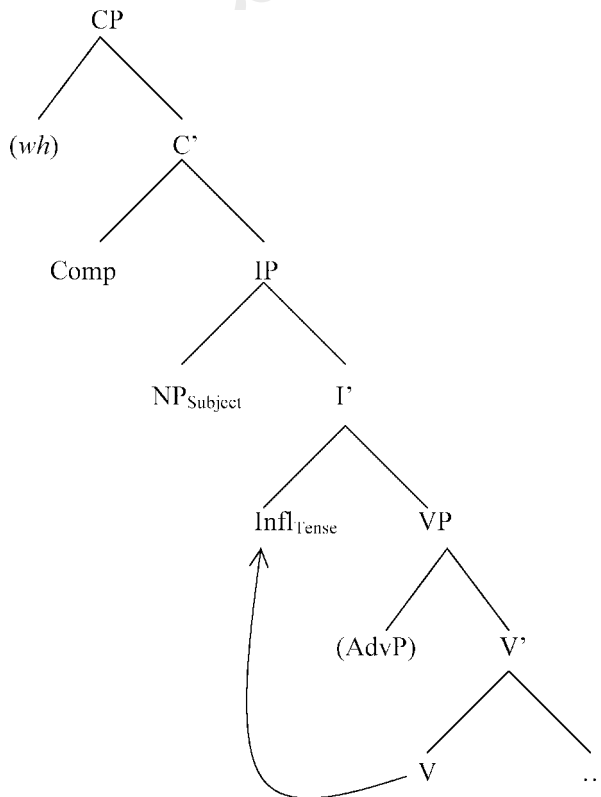 CP
(wh) C’
Comp IP
NPSubject I’
InflTense VP
(AdvP) V’
V ..